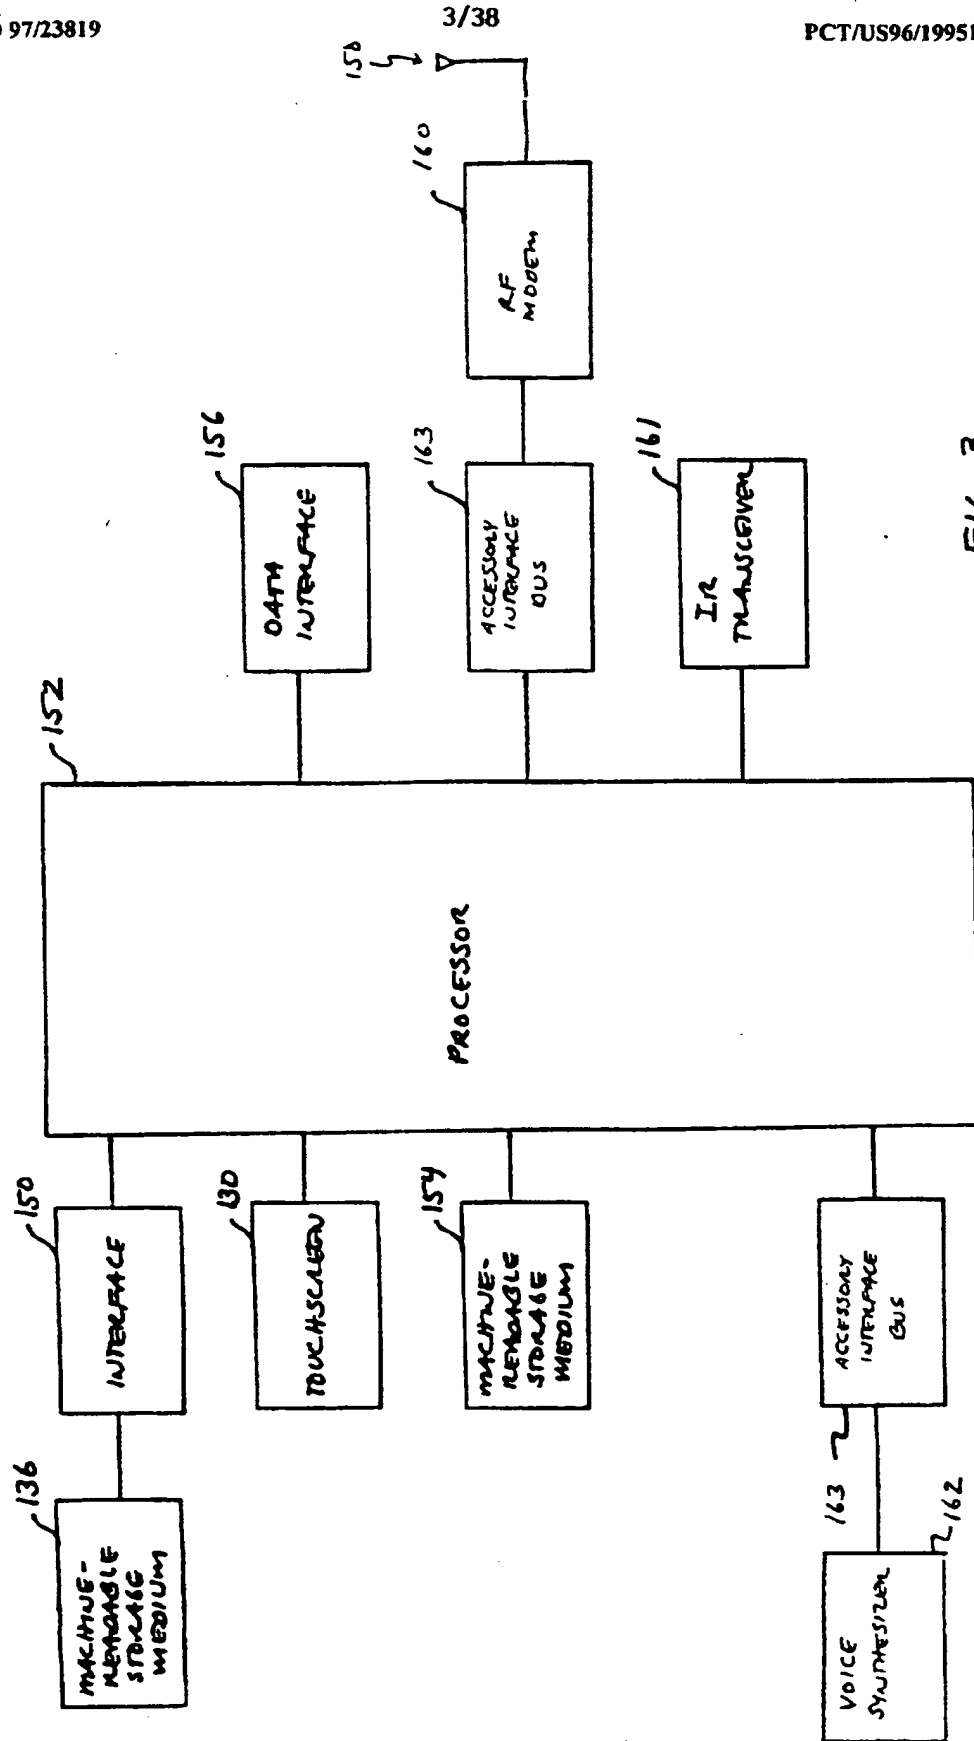 97/23819
3/38
PCT/US96/19951
150
160
RF
MODEM
156
DATA
INTERFACE
163
ACCESSORY
INTERFACE
BUS
161
IR
TRANSCEIVER
152
PROCESSOR
150
INTERFACE
130
TOUCHSCREEN
154
MACHINE-
READABLE
STORAGE
MEDIUM
ACCESSORY
INTERFACE
BUS
136
MACHINE-
READABLE
STORAGE
MEDIUM
163
162
VOICE
SYNTHESIZER